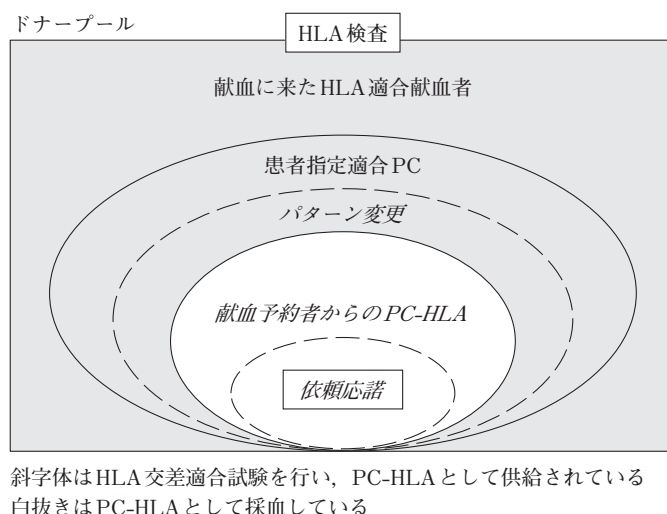 ドナープール
HLA検査
献血に来たHLA適合献血者
患者指定適合PC
パターン変更
献血予約者からのPC-HLA
依頼応諾
斜字体はHLA交差適合試験を行い，PC-HLAとして供給されている
白抜きはPC-HLAとして採血している